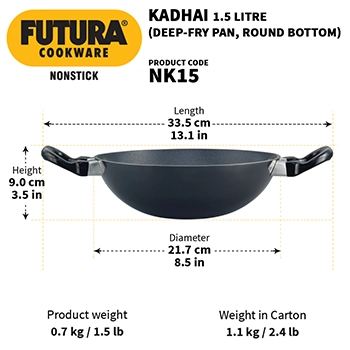 FUTURA®
COOKWARE
NONSTICK
KADHAI 1.5 LITRE
(DEEP-FRY PAN, ROUND BOTTOM)
PRODUCT CODE
NK15
Length
33.5 cm
13.1 in
Height
9.0 cm
3.5 in
Diameter
21.7 cm
8.5 in
Product weight
0.7 kg / 1.5 lb
Weight in Carton
1.1 kg / 2.4 lb